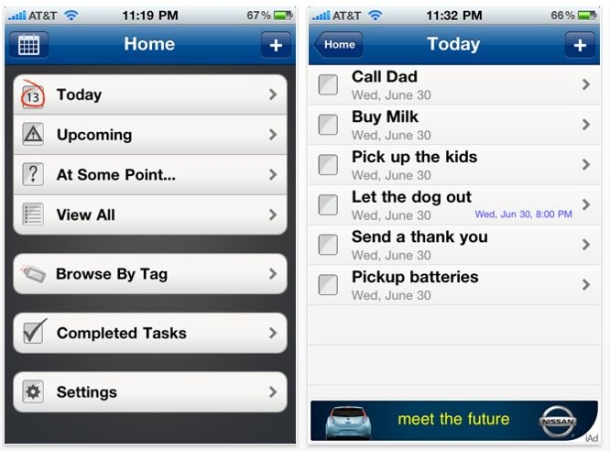 AT&T 11:19 PM 67%
Home +
13 Today
Upcoming
? At Some Point...
View All
Browse By Tag
Completed Tasks
Settings
AT&T 11:32 PM 66%
Home Today +
Call Dad
Wed, June 30
Buy Milk
Wed, June 30
Pick up the kids
Wed, June 30
Let the dog out
Wed, June 30 Wed, Jun 30, 8:00 PM
Send a thank you
Wed, June 30
Pickup batteries
Wed, June 30
meet the future NISSAN
iAd